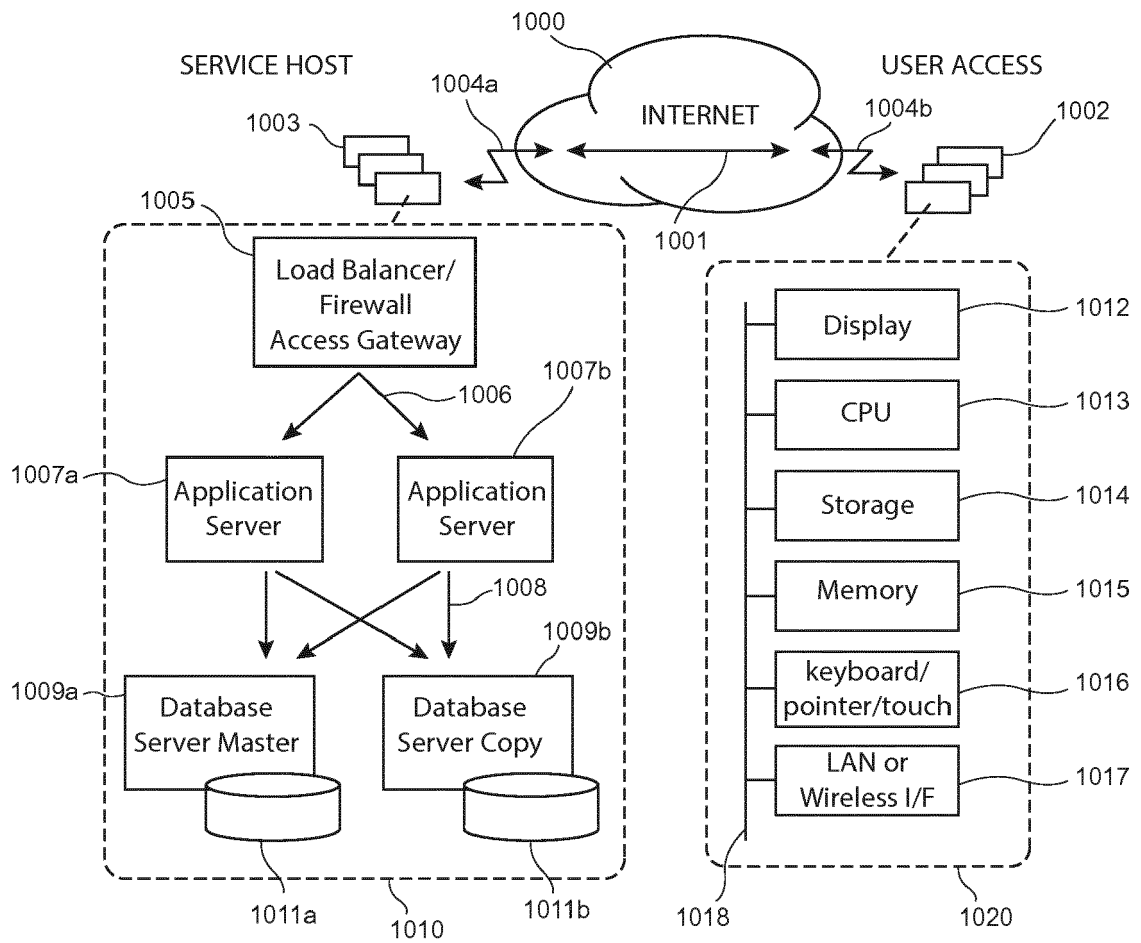 1000
SERVICE HOST
USER ACCESS
1004a
1004b
1003
INTERNET
1002
1005
1001
Load Balancer/
Firewall
Access Gateway
1012
Display
1006
1007b
1013
CPU
1007a
Application
Server
Application
Server
1014
Storage
1008
1015
Memory
1009b
1009a
Database
Server Master
Database
Server Copy
keyboard/
pointer/touch
1016
LAN or
Wireless I/F
1017
1011a
1010
1011b
1018
1020